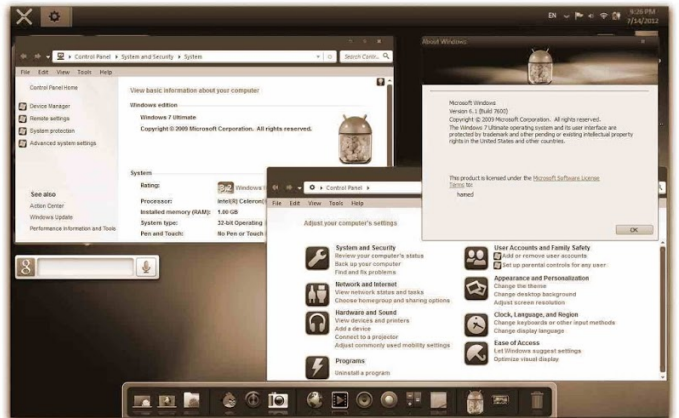 EN
9:26 PM
7/14/2012
Control Panel
System and Security
System
Search Contr...
File Edit View Tools Help
Control Panel Home
Device Manager
Remote settings
System protection
Advanced system settings
See also
Action Center
Windows Update
Performance Information and Tools
View basic information about your computer
Windows edition
Windows 7 Ultimate
Copyright © 2009 Microsoft Corporation. All rights reserved.
System
Rating:
Processor: Intel(R) Celeron(
Installed memory (RAM): 1.00 GB
System type: 32-bit Operating
Pen and Touch: No Pen or Touch
About Windows
Microsoft Windows
Version 6.1 (Build 7600)
Copyright © 2009 Microsoft Corporation. All rights reserved.
The Windows 7 Ultimate operating system and its user interface are
protected by trademark and other pending or existing intellectual property
rights in the United States and other countries.
This product is licensed under the Microsoft Software License
Terms to:
hamed
OK
Control Panel
File Edit View Tools Help
Adjust your computer's settings
System and Security
Review your computer's status
Back up your computer
Find and fix problems
Network and Internet
View network status and tasks
Choose homegroup and sharing options
Hardware and Sound
View devices and printers
Add a device
Connect to a projector
Adjust commonly used mobility settings
Programs
Uninstall a program
User Accounts and Family Safety
Add or remove user accounts
Set up parental controls for any user
Appearance and Personalization
Change the theme
Change desktop background
Adjust screen resolution
Clock, Language, and Region
Change keyboards or other input methods
Change display language
Ease of Access
Let Windows suggest settings
Optimize visual display
8